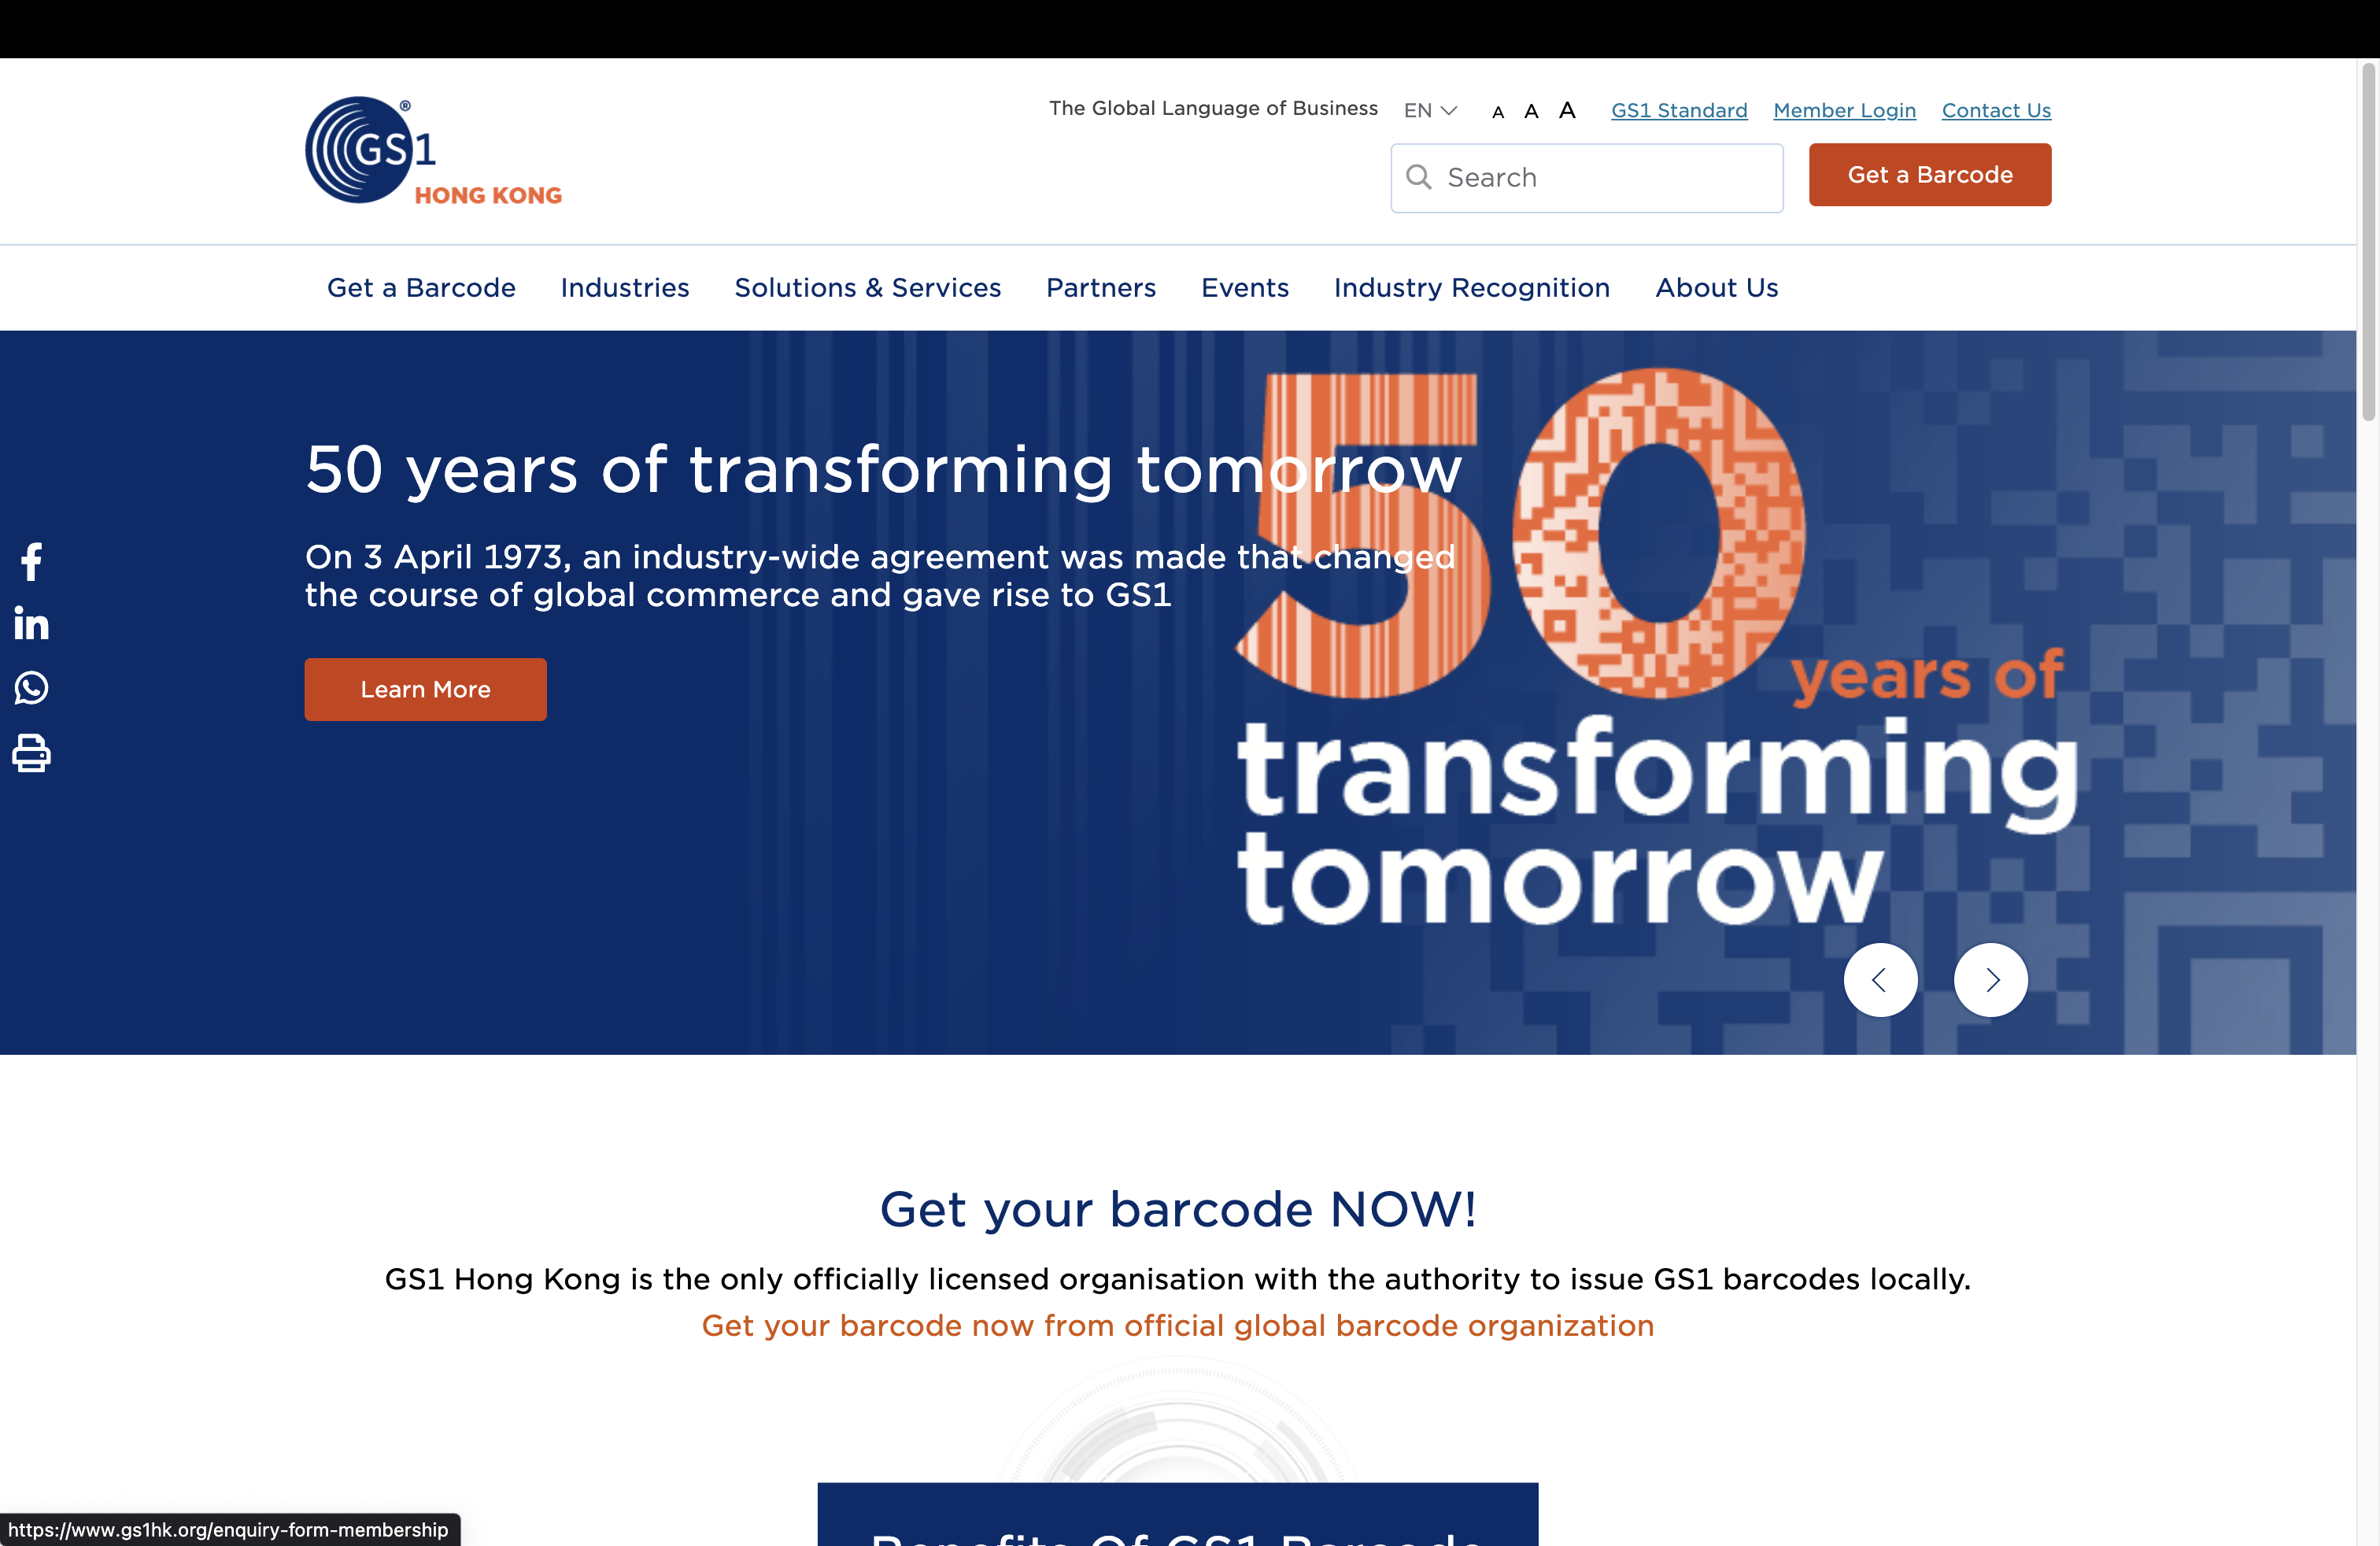 GS1®
HONG KONG
The Global Language of Business
EN
A A A
GS1 Standard
Member Login
Contact Us
Search
Get a Barcode
Get a Barcode
Industries
Solutions & Services
Partners
Events
Industry Recognition
About Us
50 years of transforming tomorrow
On 3 April 1973, an industry-wide agreement was made that changed
the course of global commerce and gave rise to GS1
Learn More
50 years of
transforming
tomorrow
Get your barcode NOW!
GS1 Hong Kong is the only officially licensed organisation with the authority to issue GS1 barcodes locally.
Get your barcode now from official global barcode organization
Benefits Of GS1 Barcode
https://www.gs1hk.org/enquiry-form-membership